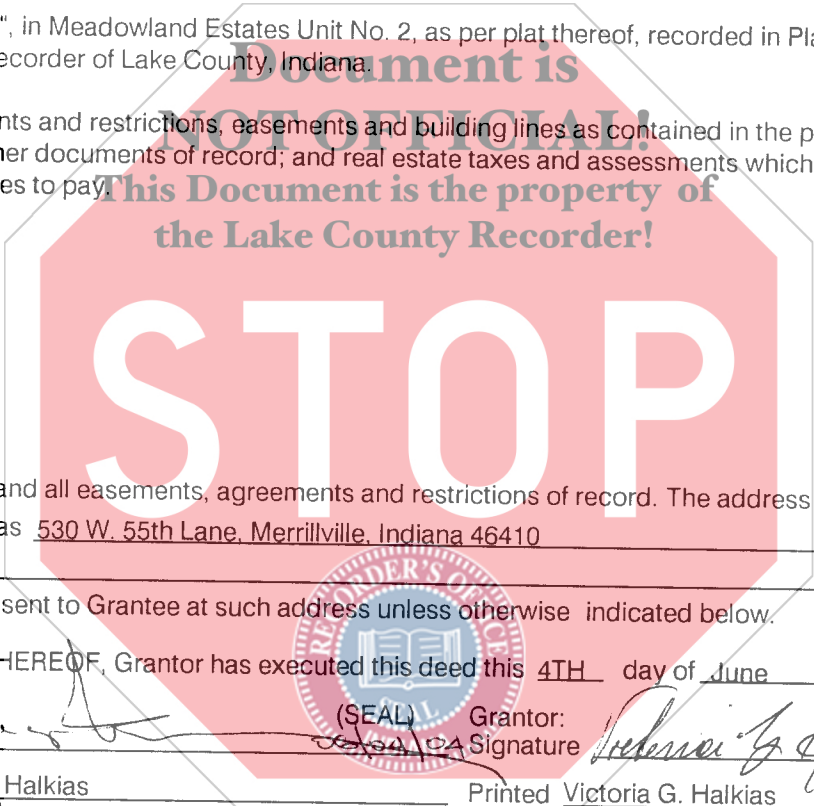 “, in Meadowland Estates Unit No. 2, as per plat thereof, recorded in Pla
ecorder of Lake County, Indiana.
Document is
NOT OFFICIAL!
nts and restrictions, easements and building lines as contained in the p
ner documents of record; and real estate taxes and assessments which
es to pay.
This Document is the property of
the Lake County Recorder!
STOP
and all easements, agreements and restrictions of record. The address
as 530 W. 55th Lane, Merrillville, Indiana 46410
RECORDER'S OFFICE
sent to Grantee at such address unless otherwise indicated below.
HEREOF, Grantor has executed this deed this 4TH day of June
SEAL
INDIANA
(SEAL) Grantor:
Signature
Halkias
Printed Victoria G. Halkias